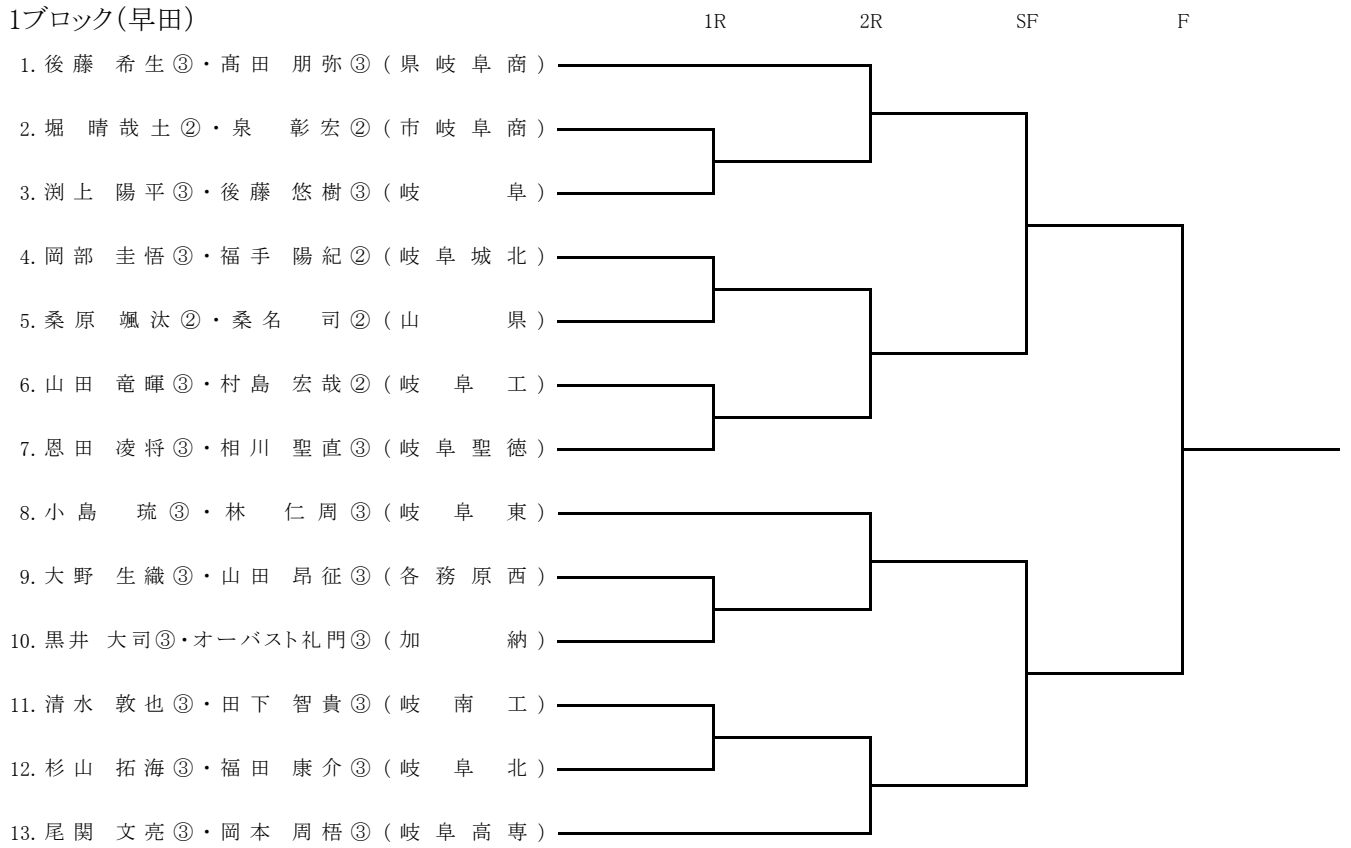 1ブロック(早田) 1R 2R SF F
1. 後藤 希生③・髙田 朋弥③ (県岐阜商)
2. 堀 晴哉土②・泉 彰宏② (市岐阜商)
3. 渕上 陽平③・後藤 悠樹③ (岐阜)
4. 岡部 圭悟③・福手 陽紀② (岐阜城北)
5. 桑原 颯汰②・桑名 司② (山県)
6. 山田 竜暉③・村島 宏哉② (岐阜工)
7. 恩田 凌将③・相川 聖直③ (岐阜聖徳)
8. 小島 琉③・林 仁周③ (岐阜東)
9. 大野 生織③・山田 昂征③ (各務原西)
10. 黒井 大司③・オーバスト礼門③ (加納)
11. 清水 敦也③・田下 智貴③ (岐南工)
12. 杉山 拓海③・福田 康介③ (岐阜北)
13. 尾関 文亮③・岡本 周梧③ (岐阜高専)